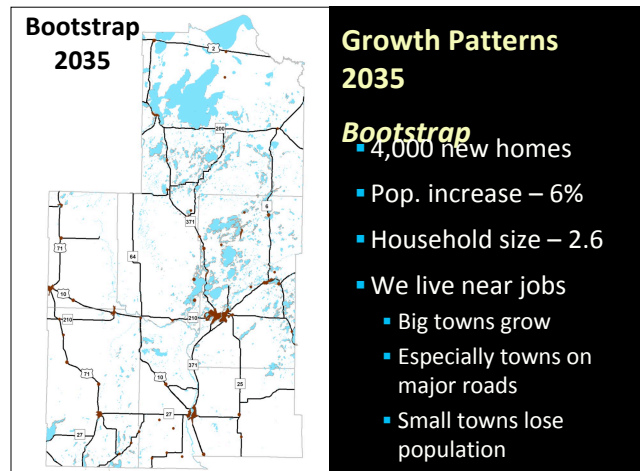 Bootstrap
2035
2
200
371
6
71
64
10
210
210
371
71
10
25
27
27
Growth Patterns
2035
Bootstrap
4,000 new homes
Pop. increase – 6%
Household size – 2.6
We live near jobs
Big towns grow
Especially towns on
major roads
Small towns lose
population